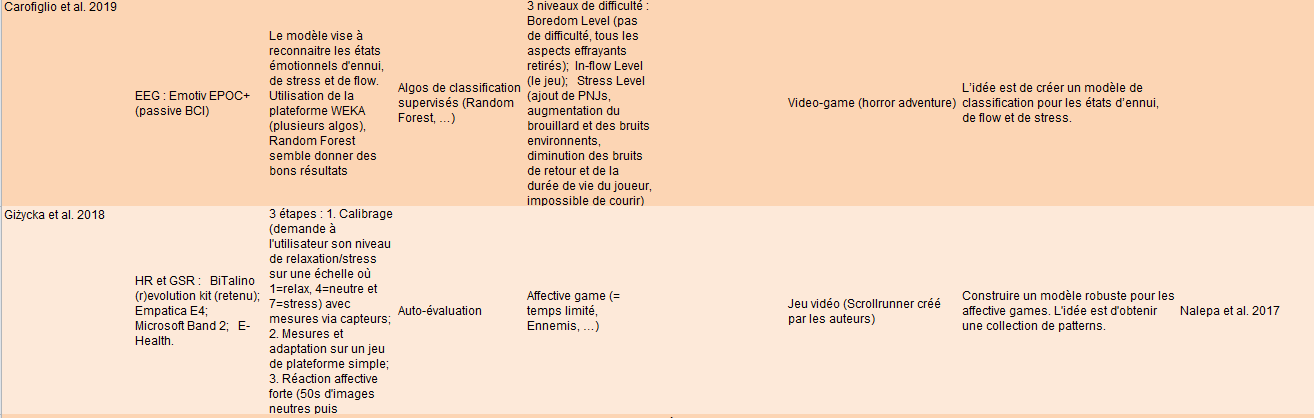 Carofiglio et al. 2019
EEG : Emotiv EPOC+
(passive BCI)
Le modèle vise à
reconnaitre les états
émotionnels d'ennui,
de stress et de flow.
Utilisation de la
plateforme WEKA
(plusieurs algos),
Random Forest
semble donner des
bons résultats
Algos de classification
supervisés (Random
Forest, …)
3 niveaux de difficulté :
Boredom Level (pas
de difficulté, tous les
aspects effrayants
retirés); In-flow Level
(le jeu); Stress Level
(ajout de PNJs,
augmentation du
brouillard et des bruits
environnents,
diminution des bruits
de retour et de la
durée de vie du joueur,
impossible de courir)
Video-game (horror adventure)
L'idée est de créer un modèle de
classification pour les états d'ennui,
de flow et de stress.
Giżycka et al. 2018
HR et GSR : BiTalino
(r)evolution kit (retenu);
Empatica E4;
Microsoft Band 2; E-
Health.
3 étapes : 1. Calibrage
(demande à
l'utilisateur son niveau
de relaxation/stress
sur une échelle où
1=relax, 4=neutre et
7=stress) avec
mesures via capteurs;
2. Mesures et
adaptation sur un jeu
de plateforme simple;
3. Réaction affective
forte (50s d'images
neutres puis
Auto-évaluation
Affective game (=
temps limité,
Ennemis, …)
Jeu vidéo (Scrollrunner créé
par les auteurs)
Construire un modèle robuste pour les
affective games. L'idée est d'obtenir
une collection de patterns.
Nalepa et al. 2017